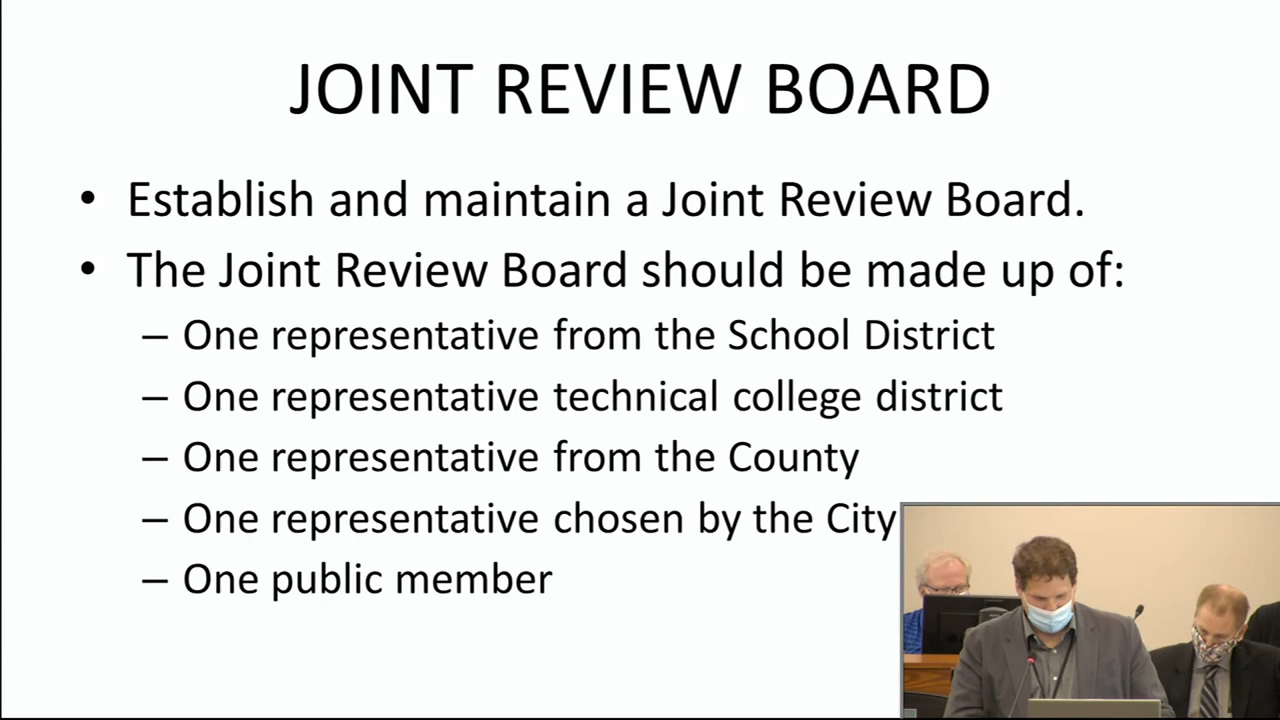 JOINT REVIEW BOARD
• Establish and maintain a Joint Review Board.
• The Joint Review Board should be made up of:
– One representative from the School District
– One representative technical college district
– One representative from the County
– One representative chosen by the City
– One public member